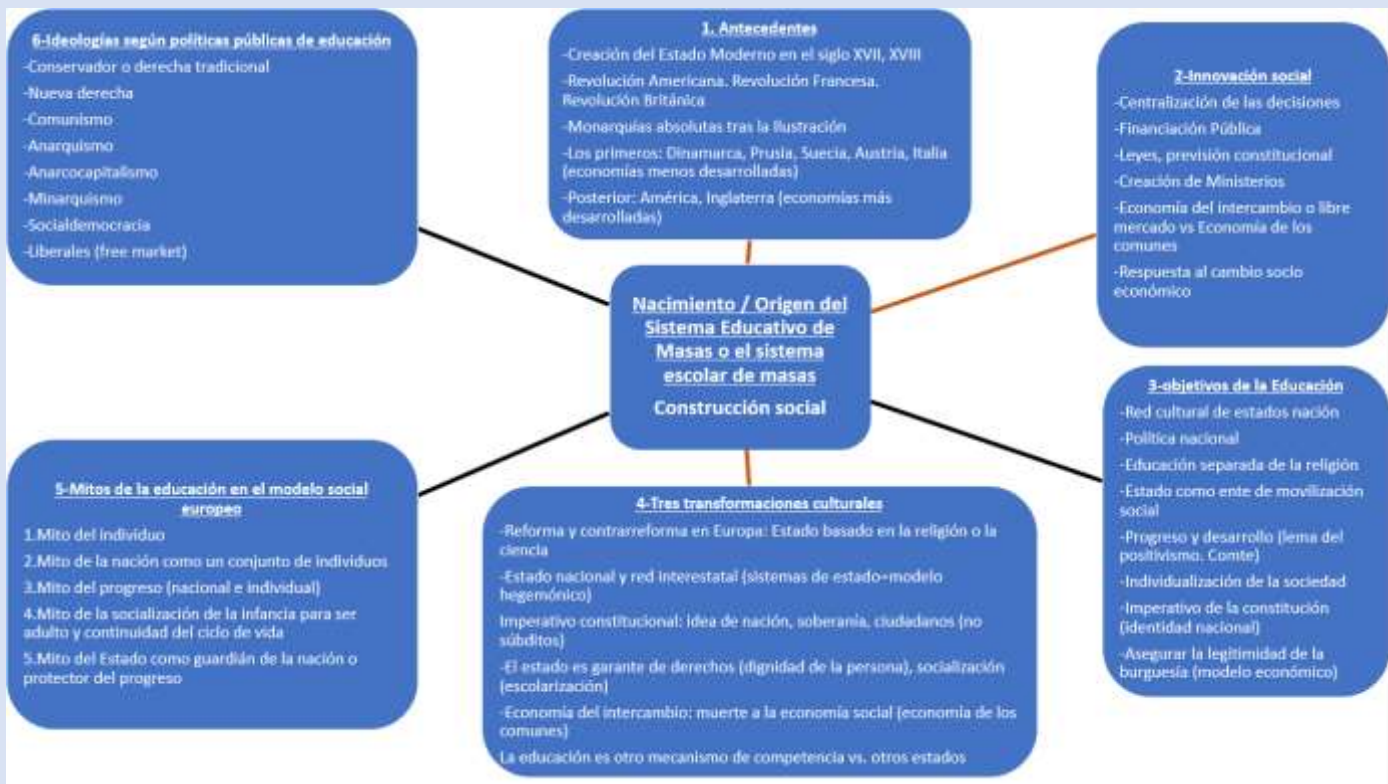 6-Ideologías según políticas públicas de educación
-Conservador o derecha tradicional
-Nueva derecha
-Comunismo
-Anarquismo
-Anarcocapitalismo
-Minarquismo
-Socialdemocracia
-Liberales (free market)
1. Antecedentes
-Creación del Estado Moderno en el siglo XVII, XVIII
-Revolución Americana. Revolución Francesa.
Revolución Británica
-Monarquías absolutas tras la Ilustración
-Los primeros: Dinamarca, Prusia, Suecia, Austria, Italia
(economías menos desarrolladas)
-Posterior: América, Inglaterra (economías más
desarrolladas)
2-Innovación social
-Centralización de las decisiones
-Financiación Pública
-Leyes, previsión constitucional
-Creación de Ministerios
-Economía del intercambio o libre
mercado vs Economía de los
comunes
-Respuesta al cambio socio
económico
Nacimiento / Origen del
Sistema Educativo de
Masas o el sistema
escolar de masas
Construcción social
3-objetivos de la Educación
-Red cultural de estados nación
-Política nacional
-Educación separada de la religión
-Estado como ente de movilización
social
-Progreso y desarrollo (lema del
positivismo. Comte)
-Individualización de la sociedad
-Imperativo de la constitución
(identidad nacional)
-Asegurar la legitimidad de la
burguesía (modelo económico)
4-Tres transformaciones culturales
-Reforma y contrarreforma en Europa: Estado basado en la religión o la
ciencia
-Estado nacional y red interestatal (sistemas de estado=modelo
hegemónico)
Imperativo constitucional: idea de nación, soberanía, ciudadanos (no
súbditos)
-El estado es garante de derechos (dignidad de la persona), socialización
(escolarización)
-Economía del intercambio: muerte a la economía social (economía de los
comunes)
La educación es otro mecanismo de competencia vs. otros estados
5-Mitos de la educación en el modelo social
europeo
1.Mito del individuo
2.Mito de la nación como un conjunto de individuos
3.Mito del progreso (nacional e individual)
4.Mito de la socialización de la infancia para ser
adulto y continuidad del ciclo de vida
5.Mito del Estado como guardián de la nación o
protector del progreso